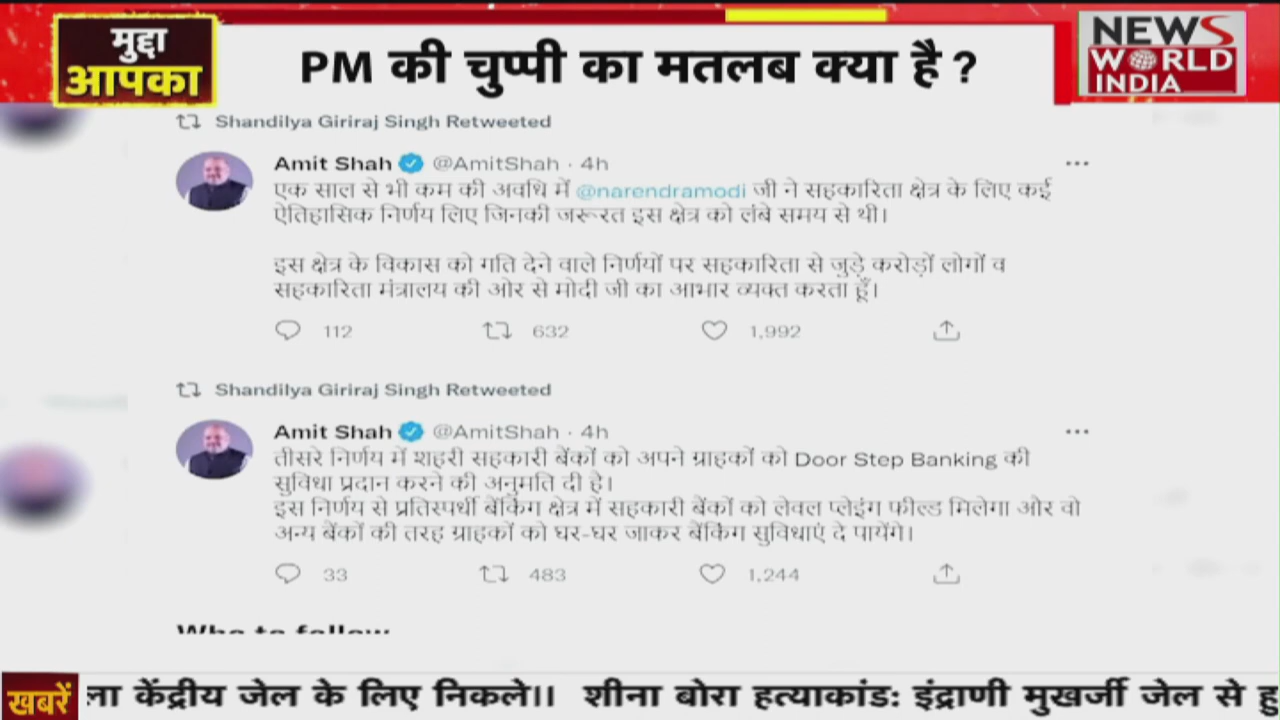 मुद्दा
आपका
PM की चुप्पी का मतलब क्या है ?
NEWS
WORLD
INDIA
Shandilya Giriraj Singh Retweeted
Amit Shah @AmitShah · 4h
एक साल से भी कम की अवधि में @narendramodi जी ने सहकारिता क्षेत्र के लिए कई
ऐतिहासिक निर्णय लिए जिनकी जरूरत इस क्षेत्र को लंबे समय से थी।
इस क्षेत्र के विकास को गति देने वाले निर्णयों पर सहकारिता से जुड़े करोड़ों लोगों व
सहकारिता मंत्रालय की ओर से मोदी जी का आभार व्यक्त करता हूँ।
112 632 1,992
Shandilya Giriraj Singh Retweeted
Amit Shah @AmitShah · 4h
तीसरे निर्णय में शहरी सहकारी बैंकों को अपने ग्राहकों को Door Step Banking की
सुविधा प्रदान करने की अनुमति दी है।
इस निर्णय से प्रतिस्पर्धी बैंकिंग क्षेत्र में सहकारी बैंकों को लेवल प्लेइंग फील्ड मिलेगा और वो
अन्य बैंकों की तरह ग्राहकों को घर-घर जाकर बैंकिंग सुविधाएं दे पायेंगे।
33 483 1,244
Who to follow
खबरें
ला केंद्रीय जेल के लिए निकले।। शीना बोरा हत्याकांड: इंद्राणी मुखर्जी जेल से हु